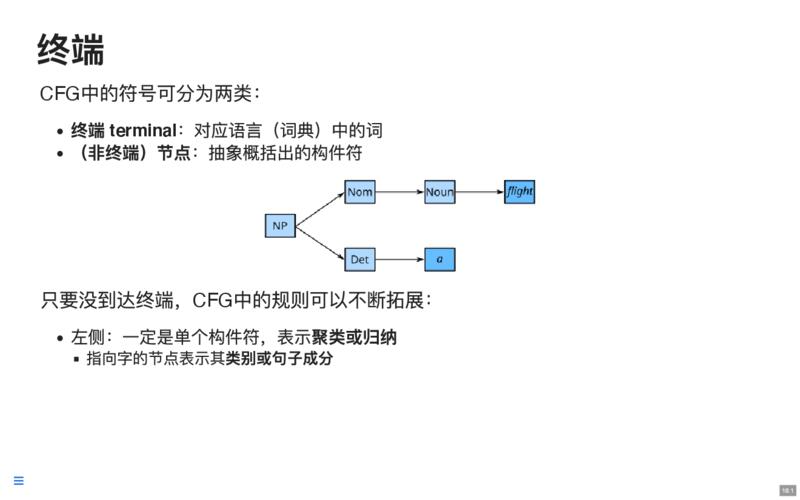 终端
CFG中的符号可分为两类：
• 终端 terminal：对应语言（词典）中的词
• （非终端）节点：抽象概括出的构件符
Nom
Noun
flight
NP
Det
a
只要没到达终端，CFG中的规则可以不断拓展：
• 左侧：一定是单个构件符，表示聚类或归纳
▪ 指向字的节点表示其类别或句子成分